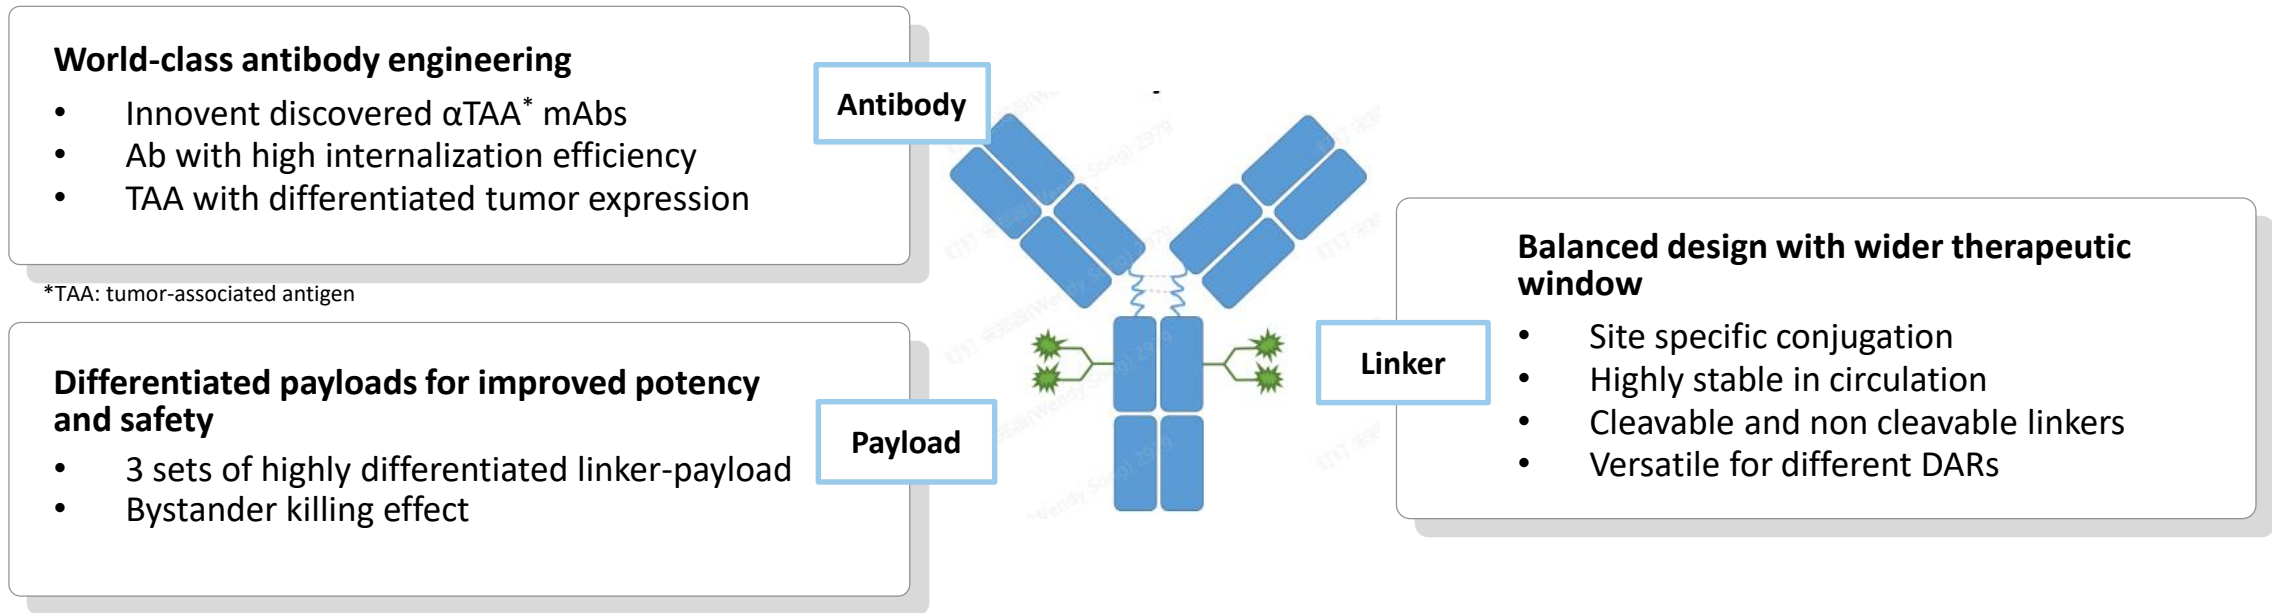 World-class antibody engineering
• Innovent discovered αTAA* mAbs
• Ab with high internalization efficiency
• TAA with differentiated tumor expression
*TAA: tumor-associated antigen
Antibody
Differentiated payloads for improved potency
and safety
• 3 sets of highly differentiated linker-payload
• Bystander killing effect
Payload
Linker
Balanced design with wider therapeutic
window
• Site specific conjugation
• Highly stable in circulation
• Cleavable and non cleavable linkers
• Versatile for different DARs